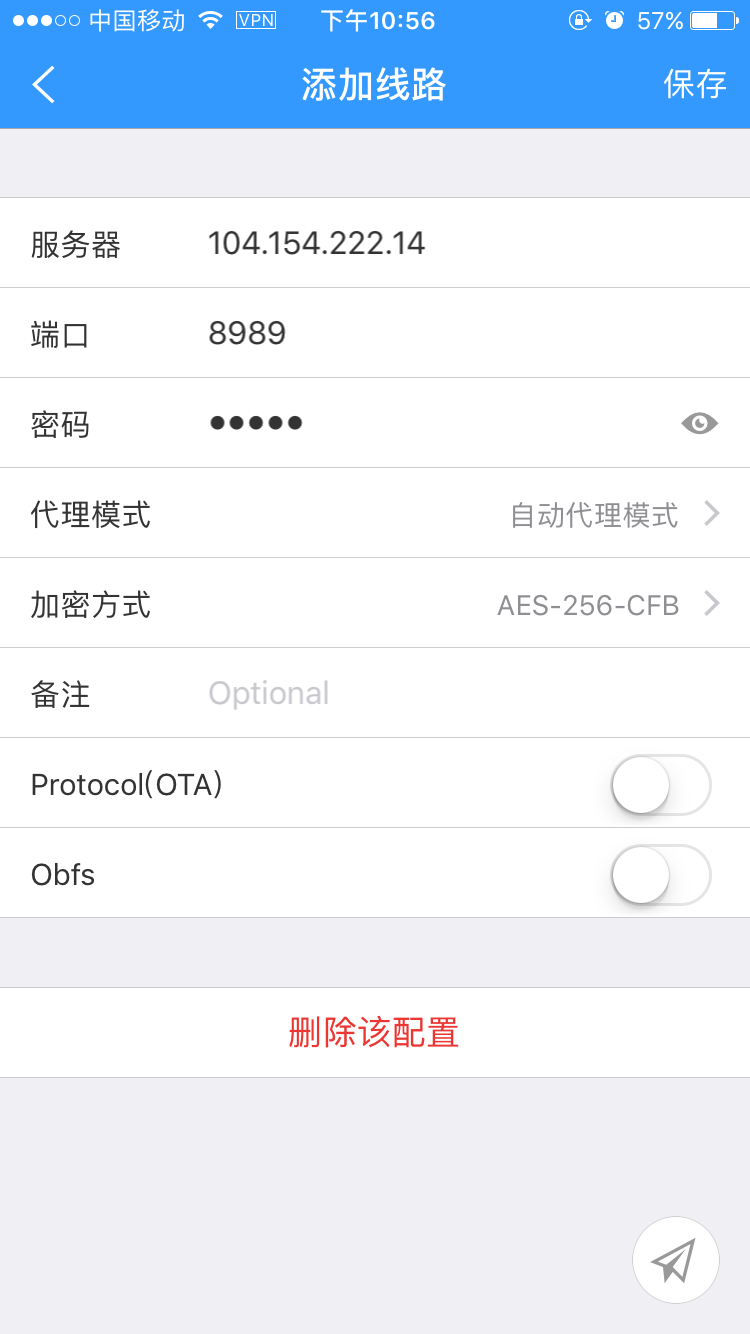 中国移动 VPN 下午10:56 57%
添加线路 保存
服务器 104.154.222.14
端口 8989
密码 •••••
代理模式 自动代理模式
加密方式 AES-256-CFB
备注 Optional
Protocol(OTA)
Obfs
删除该配置